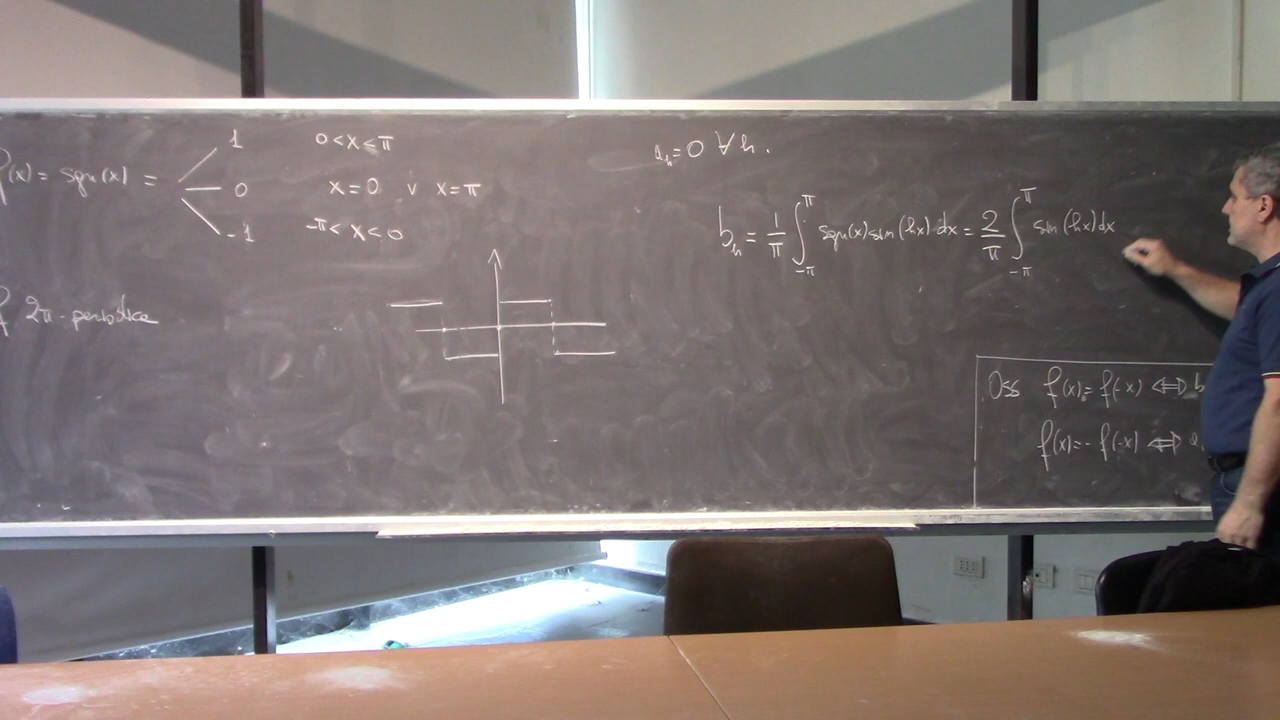 f(x) = sgn(x) =
1    0 < x ≤ π
0    x = 0 ∨ x = π
-1    -π < x < 0
f 2π-periodica
a_h = 0 ∀ h.
b_h = 1/π ∫_{-π}^{π} sgn(x) sin(hx) dx = 2/π ∫_{-π}^{π} sin(hx) dx
Oss f(x) = f(-x) ⟺ b
f(x) = -f(-x) ⟺ a